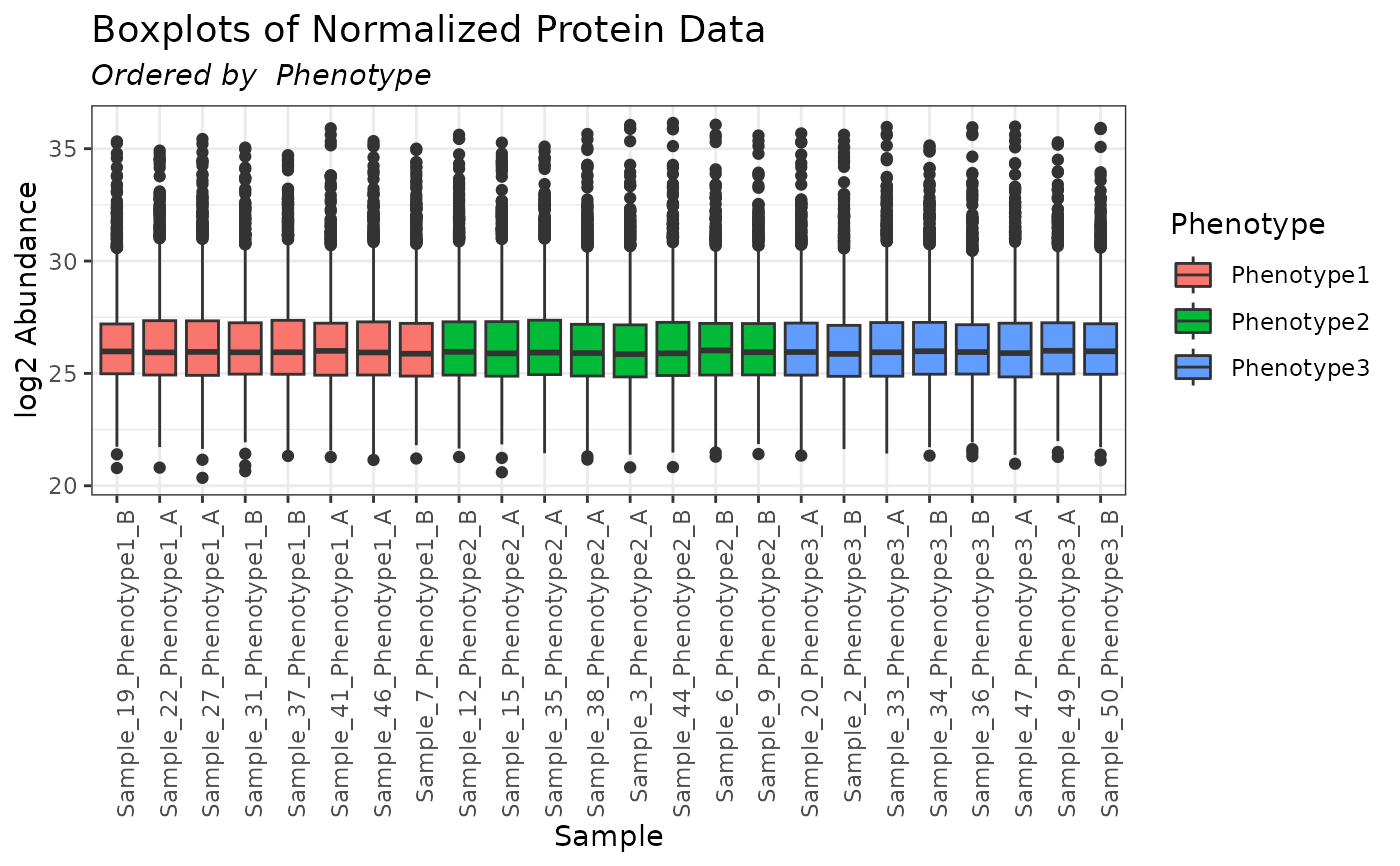 Boxplots of Normalized Protein Data
Ordered by  Phenotype
log2 Abundance
35
30
25
20
Sample_19_Phenotype1_B
Sample_22_Phenotype1_A
Sample_27_Phenotype1_A
Sample_31_Phenotype1_B
Sample_37_Phenotype1_B
Sample_41_Phenotype1_A
Sample_46_Phenotype1_A
Sample_7_Phenotype1_B
Sample_12_Phenotype2_B
Sample_15_Phenotype2_A
Sample_35_Phenotype2_A
Sample_38_Phenotype2_A
Sample_3_Phenotype2_A
Sample_44_Phenotype2_B
Sample_6_Phenotype2_B
Sample_9_Phenotype2_B
Sample_20_Phenotype3_A
Sample_2_Phenotype3_B
Sample_33_Phenotype3_A
Sample_34_Phenotype3_B
Sample_36_Phenotype3_B
Sample_47_Phenotype3_A
Sample_49_Phenotype3_A
Sample_50_Phenotype3_B
Sample
Phenotype
Phenotype1
Phenotype2
Phenotype3